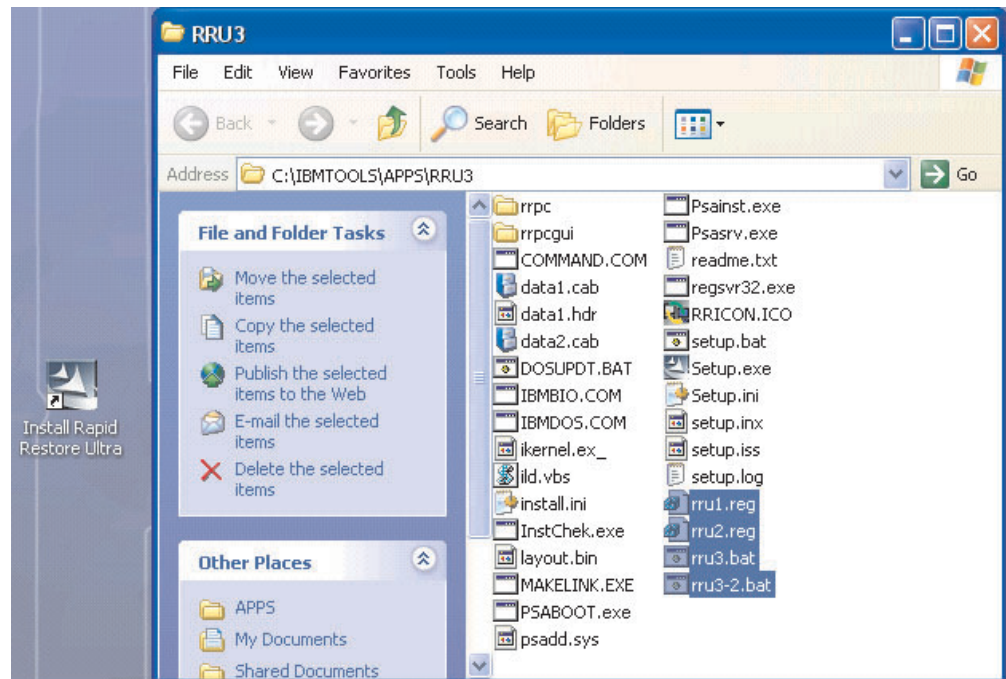 RRU3
File Edit View Favorites Tools Help
Back Search Folders
Address C:\IBMTOOLS\APPS\RRU3 Go
File and Folder Tasks
Move the selected
items
Copy the selected
items
Publish the selected
items to the Web
E-mail the selected
items
Delete the selected
items
Other Places
APPS
My Documents
Shared Documents
rrpc
rrpcgui
COMMAND.COM
data1.cab
data1.hdr
data2.cab
DOSUPDT.BAT
IBMBIO.COM
IBMDOS.COM
ikernel.ex_
ild.vbs
install.ini
InstChek.exe
layout.bin
MAKELINK.EXE
PSABOOT.exe
psadd.sys
Psainst.exe
Psasrv.exe
readme.txt
regsvr32.exe
RRICON.ICO
setup.bat
Setup.exe
Setup.ini
setup.inx
setup.iss
setup.log
rru1.reg
rru2.reg
rru3.bat
rru3-2.bat
Install Rapid
Restore Ultra